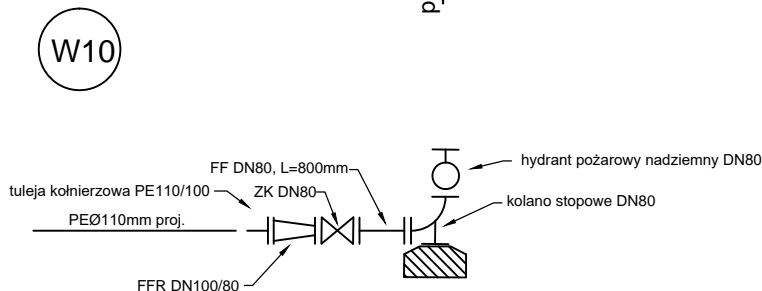 W10
FF DN80, L=800mm
hydrant pożarowy nadziemny DN80
tuleja kołnierzowa PE110/100
ZK DN80
kolano stopowe DN80
PEØ110mm proj.
FFR DN100/80